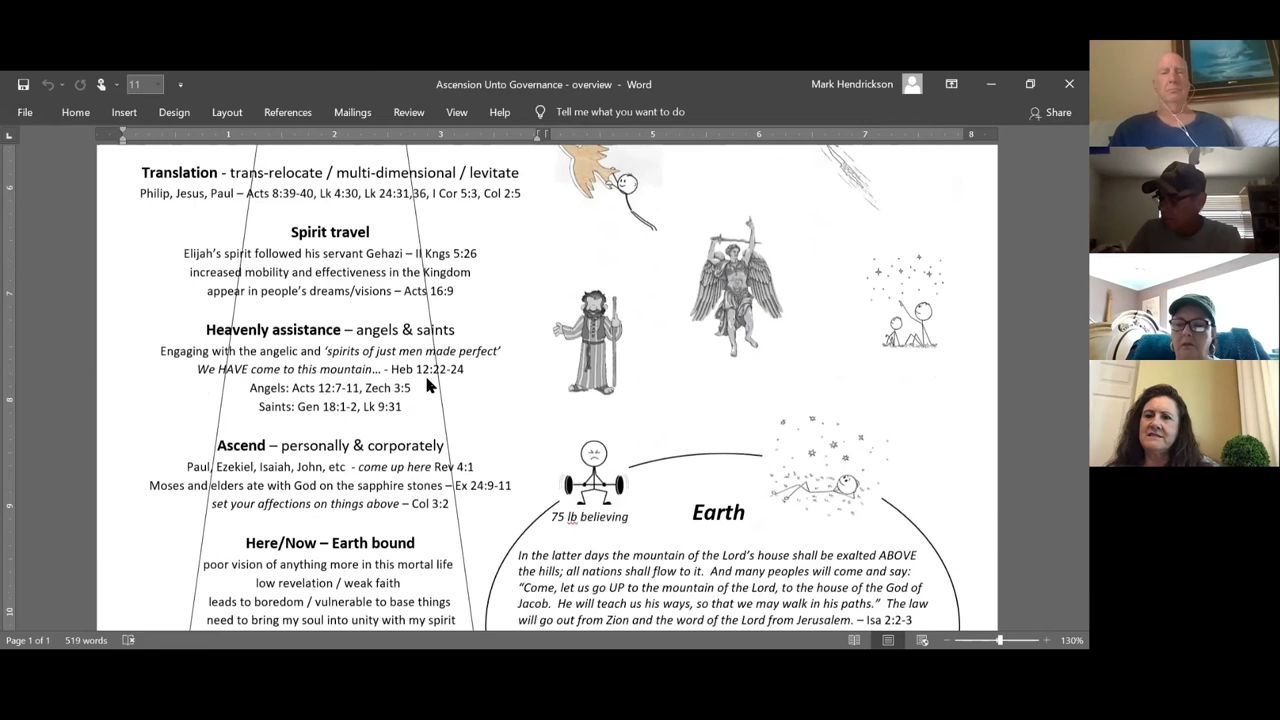 11
Ascension Unto Governance - overview - Word
Mark Hendrickson
File Home Insert Design Layout References Mailings Review View Help Tell me what you want to do Share
1 2 3 5 6 7 8
6
7
8
9
10
Translation - trans-relocate / multi-dimensional / levitate
Philip, Jesus, Paul – Acts 8:39-40, Lk 4:30, Lk 24:31,36, I Cor 5:3, Col 2:5
Spirit travel
Elijah’s spirit followed his servant Gehazi – II Kngs 5:26
increased mobility and effectiveness in the Kingdom
appear in people’s dreams/visions – Acts 16:9
Heavenly assistance – angels & saints
Engaging with the angelic and ‘spirits of just men made perfect’
We HAVE come to this mountain… - Heb 12:22-24
Angels: Acts 12:7-11, Zech 3:5
Saints: Gen 18:1-2, Lk 9:31
Ascend – personally & corporately
Paul, Ezekiel, Isaiah, John, etc - come up here Rev 4:1
Moses and elders ate with God on the sapphire stones – Ex 24:9-11
set your affections on things above – Col 3:2
Here/Now – Earth bound
poor vision of anything more in this mortal life
low revelation / weak faith
leads to boredom / vulnerable to base things
need to bring my soul into unity with my spirit
75 lb believing
Earth
In the latter days the mountain of the Lord’s house shall be exalted ABOVE
the hills; all nations shall flow to it. And many peoples will come and say:
“Come, let us go UP to the mountain of the Lord, to the house of the God of
Jacob. He will teach us his ways, so that we may walk in his paths.” The law
will go out from Zion and the word of the Lord from Jerusalem. – Isa 2:2-3
Page 1 of 1 519 words 130%